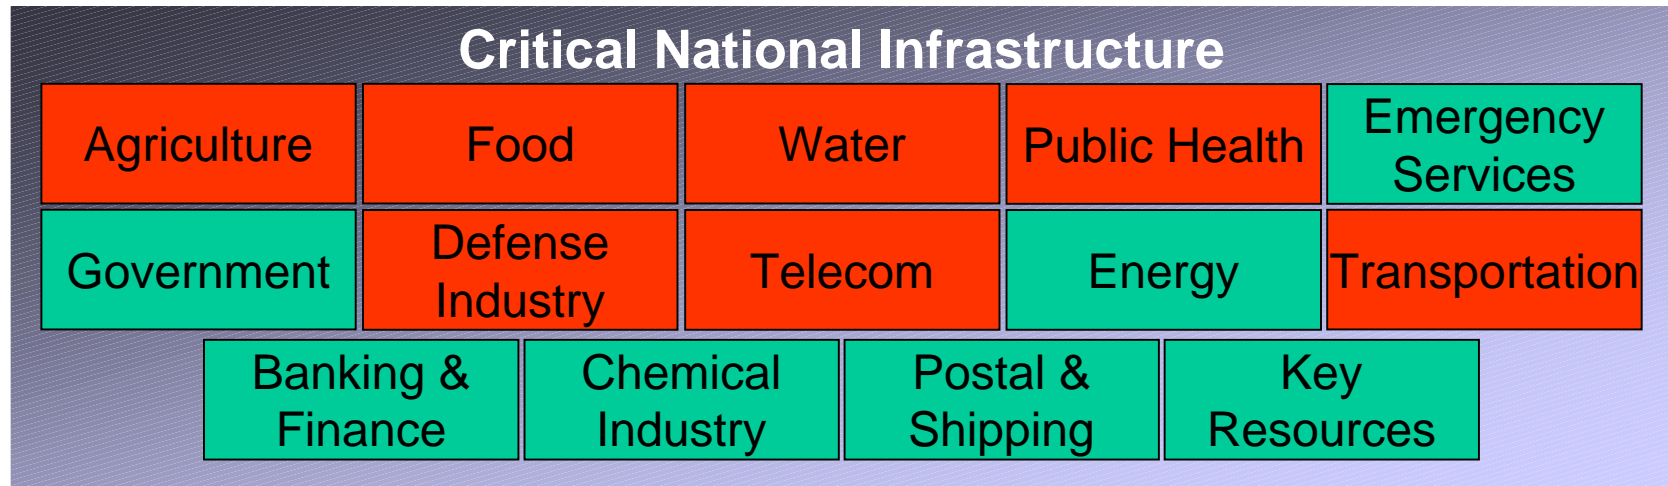 Critical National Infrastructure
Agriculture
Food
Water
Public Health
Emergency
Services
Government
Defense
Industry
Telecom
Energy
Transportation
Banking &
Finance
Chemical
Industry
Postal &
Shipping
Key
Resources